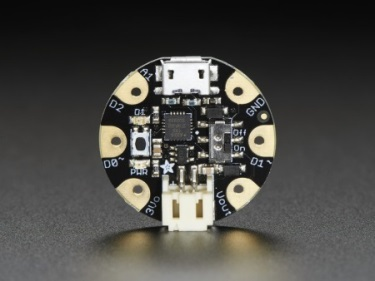 A1
D2
GND
D1
Off
D0~
On
D1~
PWR
3Vo
Vout